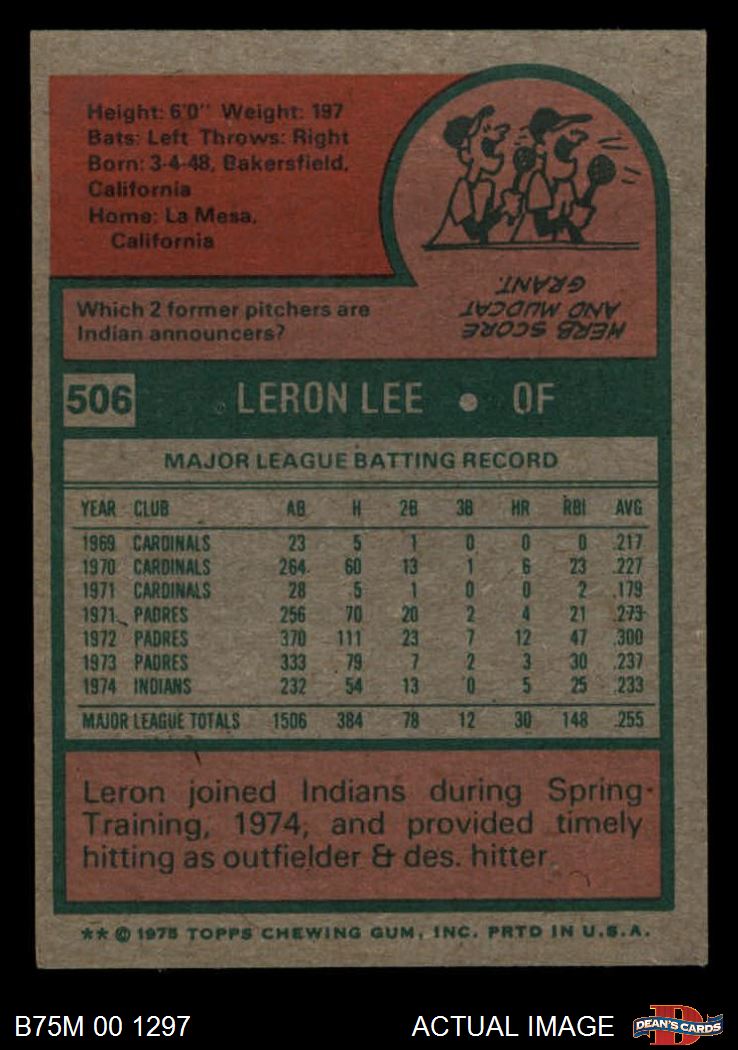 Height: 6'0" Weight: 197
Bats: Left Throws: Right
Born: 3-4-48, Bakersfield,
California
Home: La Mesa,
California
Which 2 former pitchers are
Indian announcers?
HERB SCORE
AND MUDCAT
GRANT.
506 LERON LEE • OF
MAJOR LEAGUE BATTING RECORD
YEAR CLUB AB H 2B 3B HR RBI AVG
1969 CARDINALS 23 5 1 0 0 0 .217
1970 CARDINALS 264 60 13 1 6 23 .227
1971 CARDINALS 28 5 1 0 0 2 .179
1971 PADRES 256 70 20 2 4 21 .273
1972 PADRES 370 111 23 7 12 47 .300
1973 PADRES 333 79 7 2 3 30 .237
1974 INDIANS 232 54 13 0 5 25 .233
MAJOR LEAGUE TOTALS 1506 384 78 12 30 148 .255
Leron joined Indians during Spring
Training, 1974, and provided timely
hitting as outfielder & des. hitter.
** © 1975 TOPPS CHEWING GUM, INC. PRTD IN U.S.A.
B75M 00 1297 ACTUAL IMAGE DEAN'S CARDS